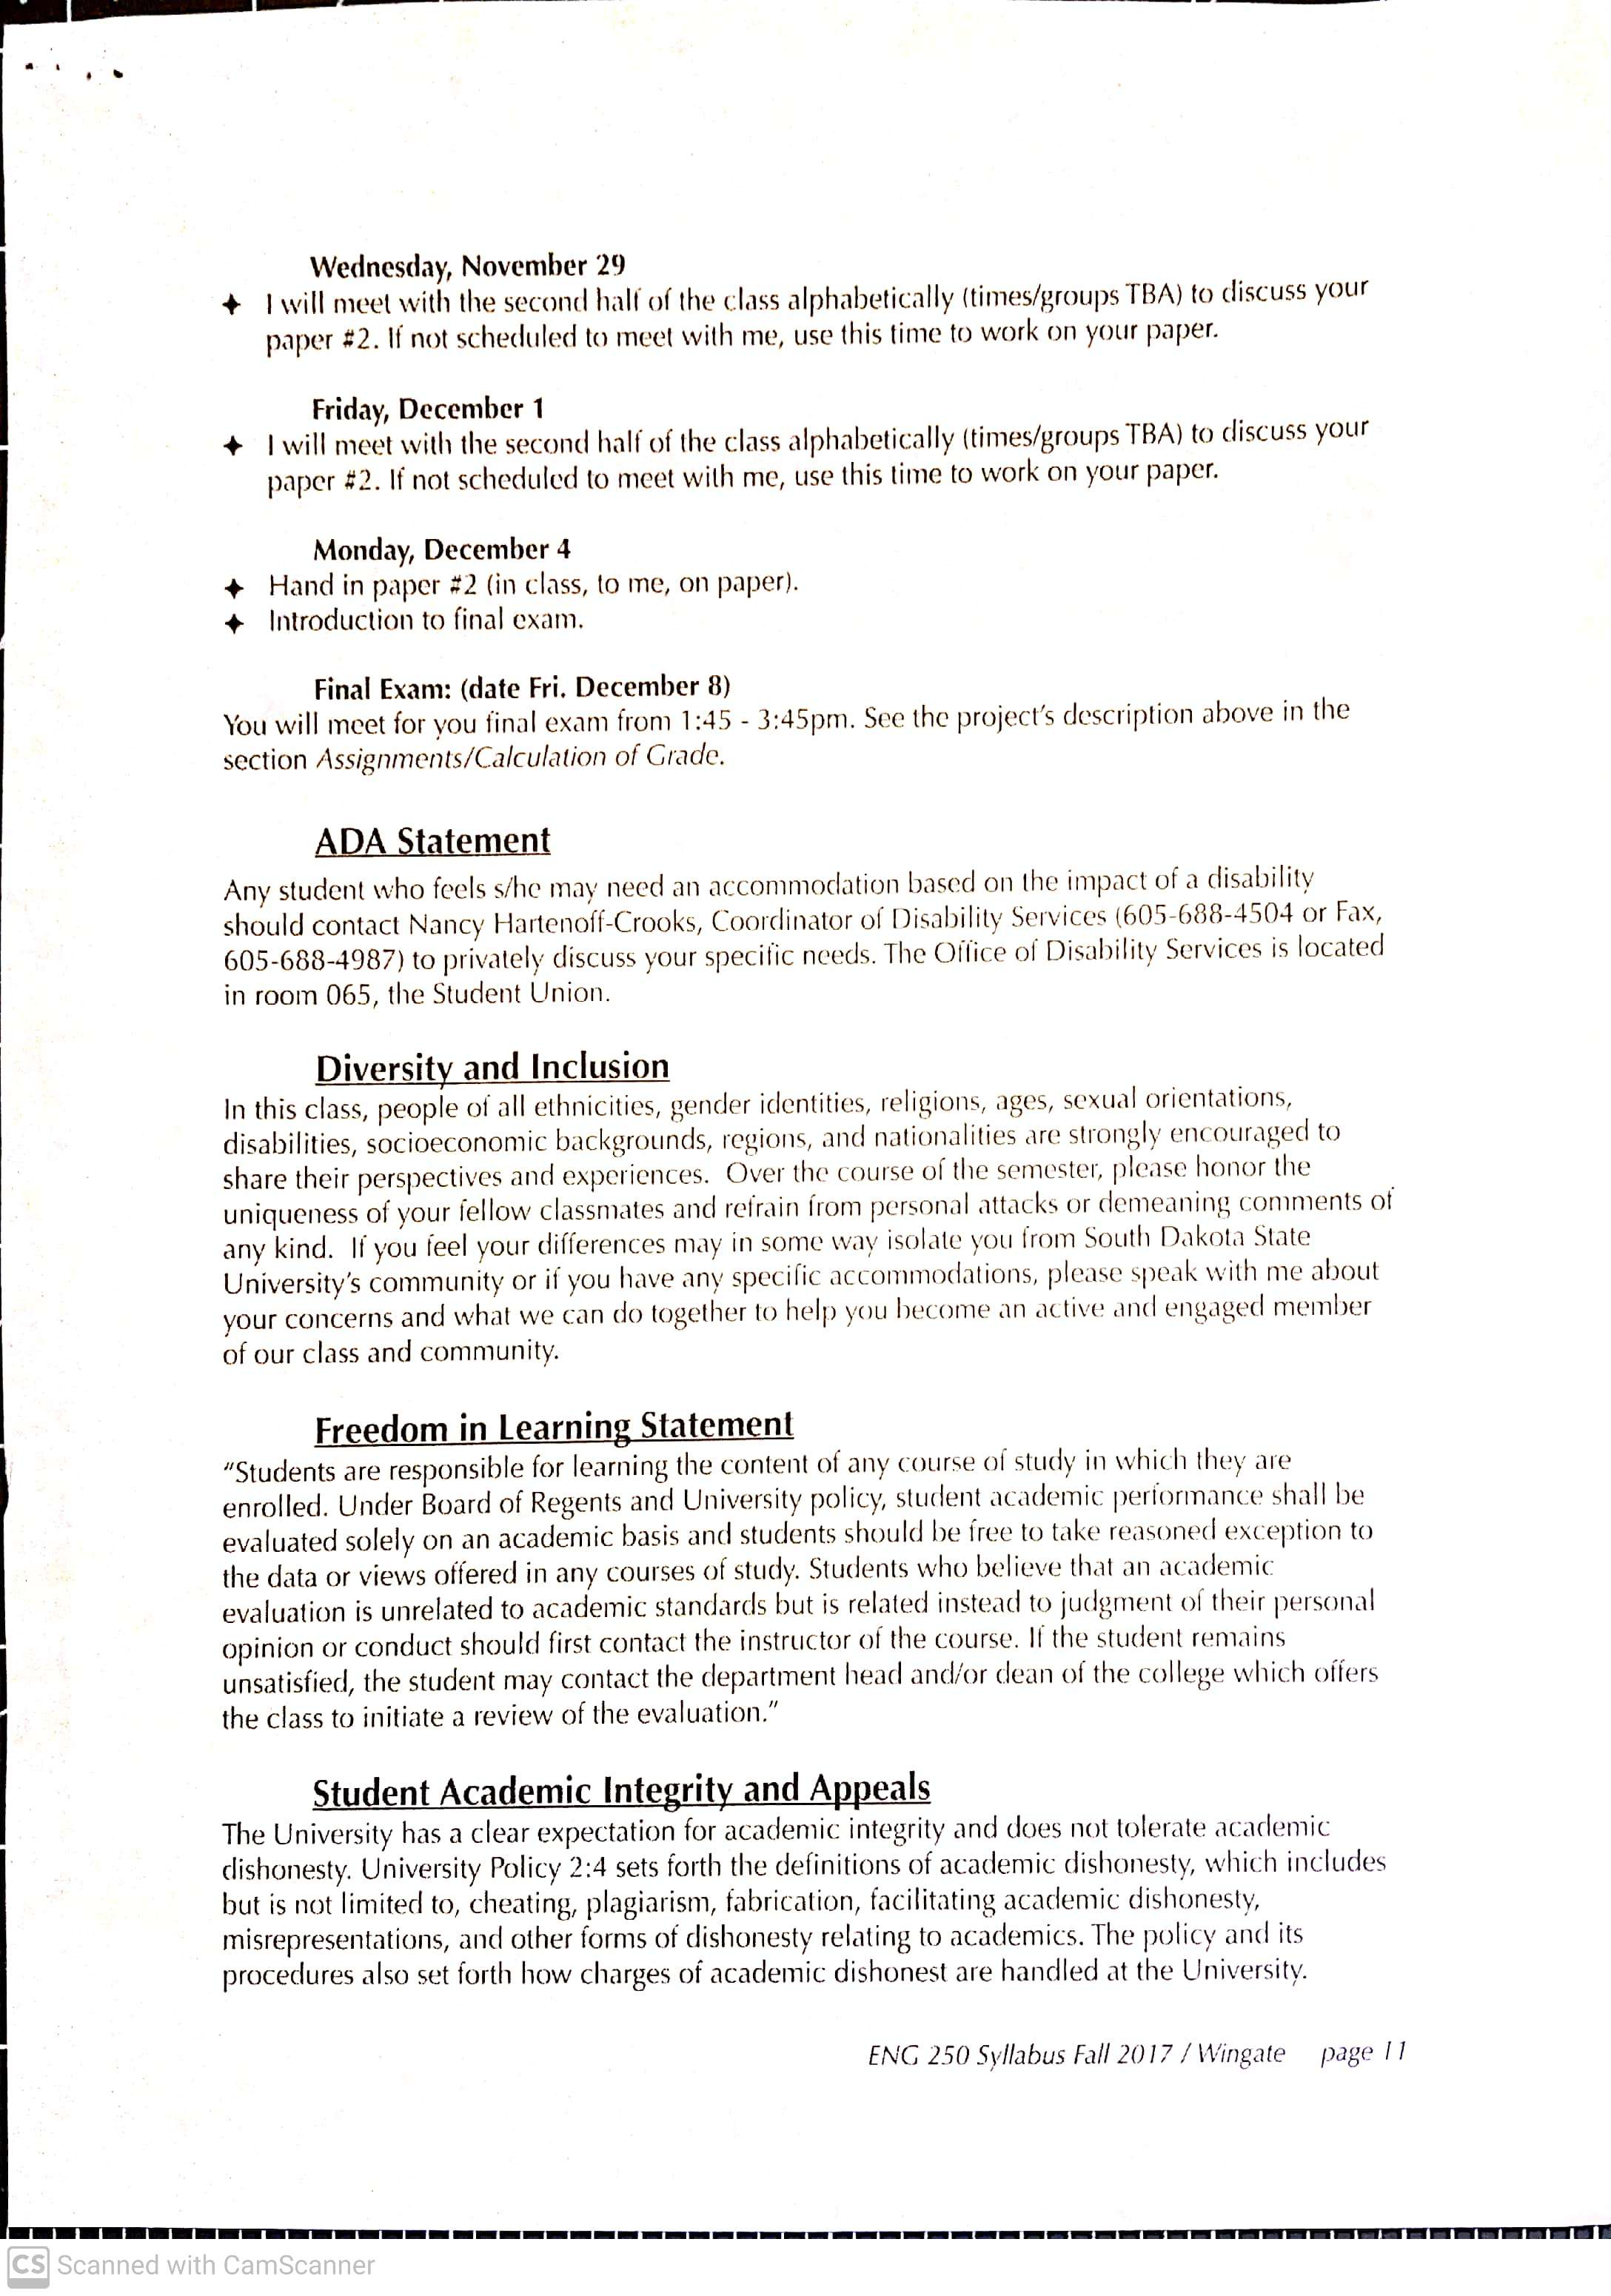 Wednesday, November 29
✦ I will meet with the second half of the class alphabetically (times/groups TBA) to discuss your
paper #2. If not scheduled to meet with me, use this time to work on your paper.
Friday, December 1
✦ I will meet with the second half of the class alphabetically (times/groups TBA) to discuss your
paper #2. If not scheduled to meet with me, use this time to work on your paper.
Monday, December 4
✦ Hand in paper #2 (in class, to me, on paper).
✦ Introduction to final exam.
Final Exam: (date Fri. December 8)
You will meet for you final exam from 1:45 - 3:45pm. See the project's description above in the
section Assignments/Calculation of Grade.
ADA Statement
Any student who feels s/he may need an accommodation based on the impact of a disability
should contact Nancy Hartenoff-Crooks, Coordinator of Disability Services (605-688-4504 or Fax,
605-688-4987) to privately discuss your specific needs. The Office of Disability Services is located
in room 065, the Student Union.
Diversity and Inclusion
In this class, people of all ethnicities, gender identities, religions, ages, sexual orientations,
disabilities, socioeconomic backgrounds, regions, and nationalities are strongly encouraged to
share their perspectives and experiences.  Over the course of the semester, please honor the
uniqueness of your fellow classmates and refrain from personal attacks or demeaning comments of
any kind.  If you feel your differences may in some way isolate you from South Dakota State
University's community or if you have any specific accommodations, please speak with me about
your concerns and what we can do together to help you become an active and engaged member
of our class and community.
Freedom in Learning Statement
"Students are responsible for learning the content of any course of study in which they are
enrolled. Under Board of Regents and University policy, student academic performance shall be
evaluated solely on an academic basis and students should be free to take reasoned exception to
the data or views offered in any courses of study. Students who believe that an academic
evaluation is unrelated to academic standards but is related instead to judgment of their personal
opinion or conduct should first contact the instructor of the course. If the student remains
unsatisfied, the student may contact the department head and/or dean of the college which offers
the class to initiate a review of the evaluation."
Student Academic Integrity and Appeals
The University has a clear expectation for academic integrity and does not tolerate academic
dishonesty. University Policy 2:4 sets forth the definitions of academic dishonesty, which includes
but is not limited to, cheating, plagiarism, fabrication, facilitating academic dishonesty,
misrepresentations, and other forms of dishonesty relating to academics. The policy and its
procedures also set forth how charges of academic dishonest are handled at the University.
ENG 250 Syllabus Fall 2017 / Wingate page 11
CS Scanned with CamScanner